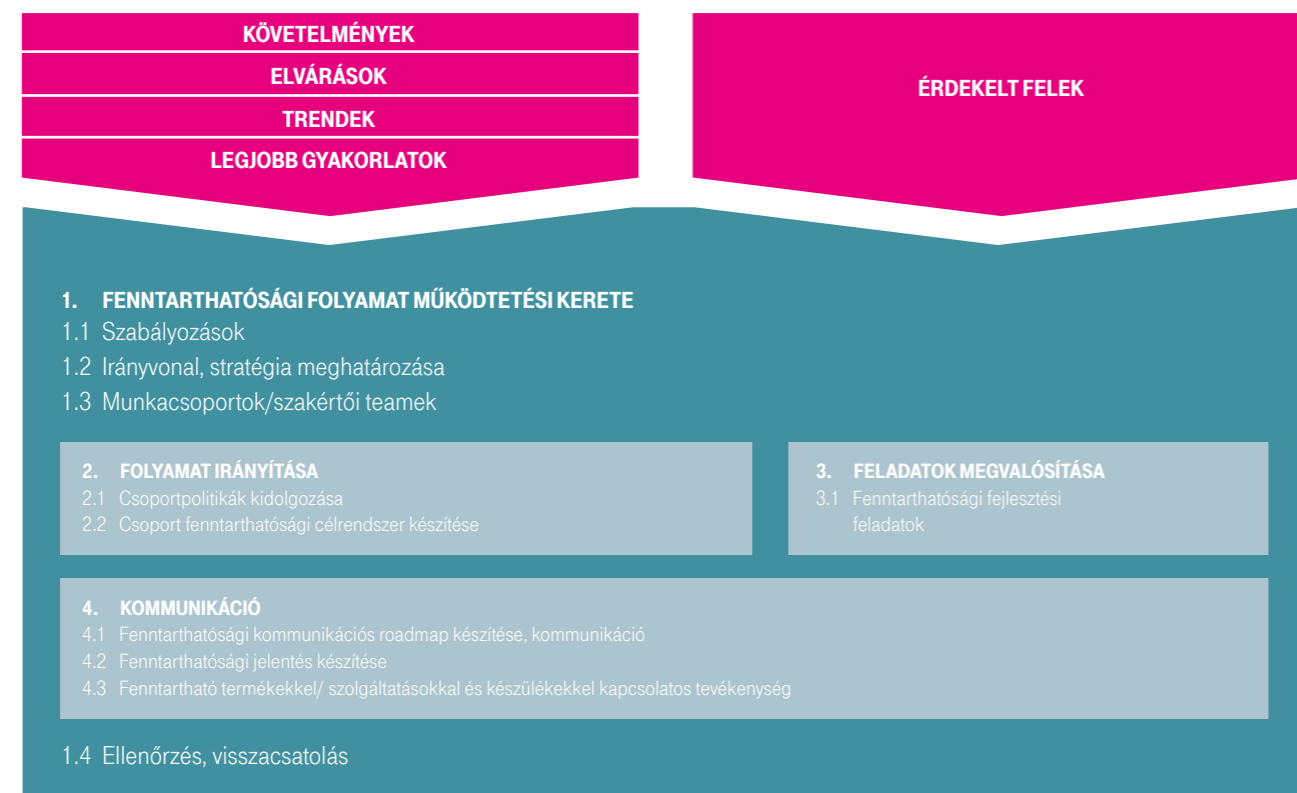 KÖVETELMÉNYEK
ELVÁRÁSOK
TRENDEK
LEGJOBB GYAKORLATOK
ÉRDEKELT FELEK
1. FENNTARTHATÓSÁGI FOLYAMAT MŰKÖDTETÉSI KERETE
1.1 Szabályozások
1.2 Irányvonal, stratégia meghatározása
1.3 Munkacsoportok/szakértői teamek
2. FOLYAMAT IRÁNYÍTÁSA
2.1 Csoportpolitikák kidolgozása
2.2 Csoport fenntarthatósági célrendszer készítése
3. FELADATOK MEGVALÓSÍTÁSA
3.1 Fenntarthatósági fejlesztési
feladatok
4. KOMMUNIKÁCIÓ
4.1 Fenntarthatósági kommunikációs roadmap készítése, kommunikáció
4.2 Fenntarthatósági jelentés készítése
4.3 Fenntartható termékekkel/ szolgáltatásokkal és készülékekkel kapcsolatos tevékenység
1.4 Ellenőrzés, visszacsatolás